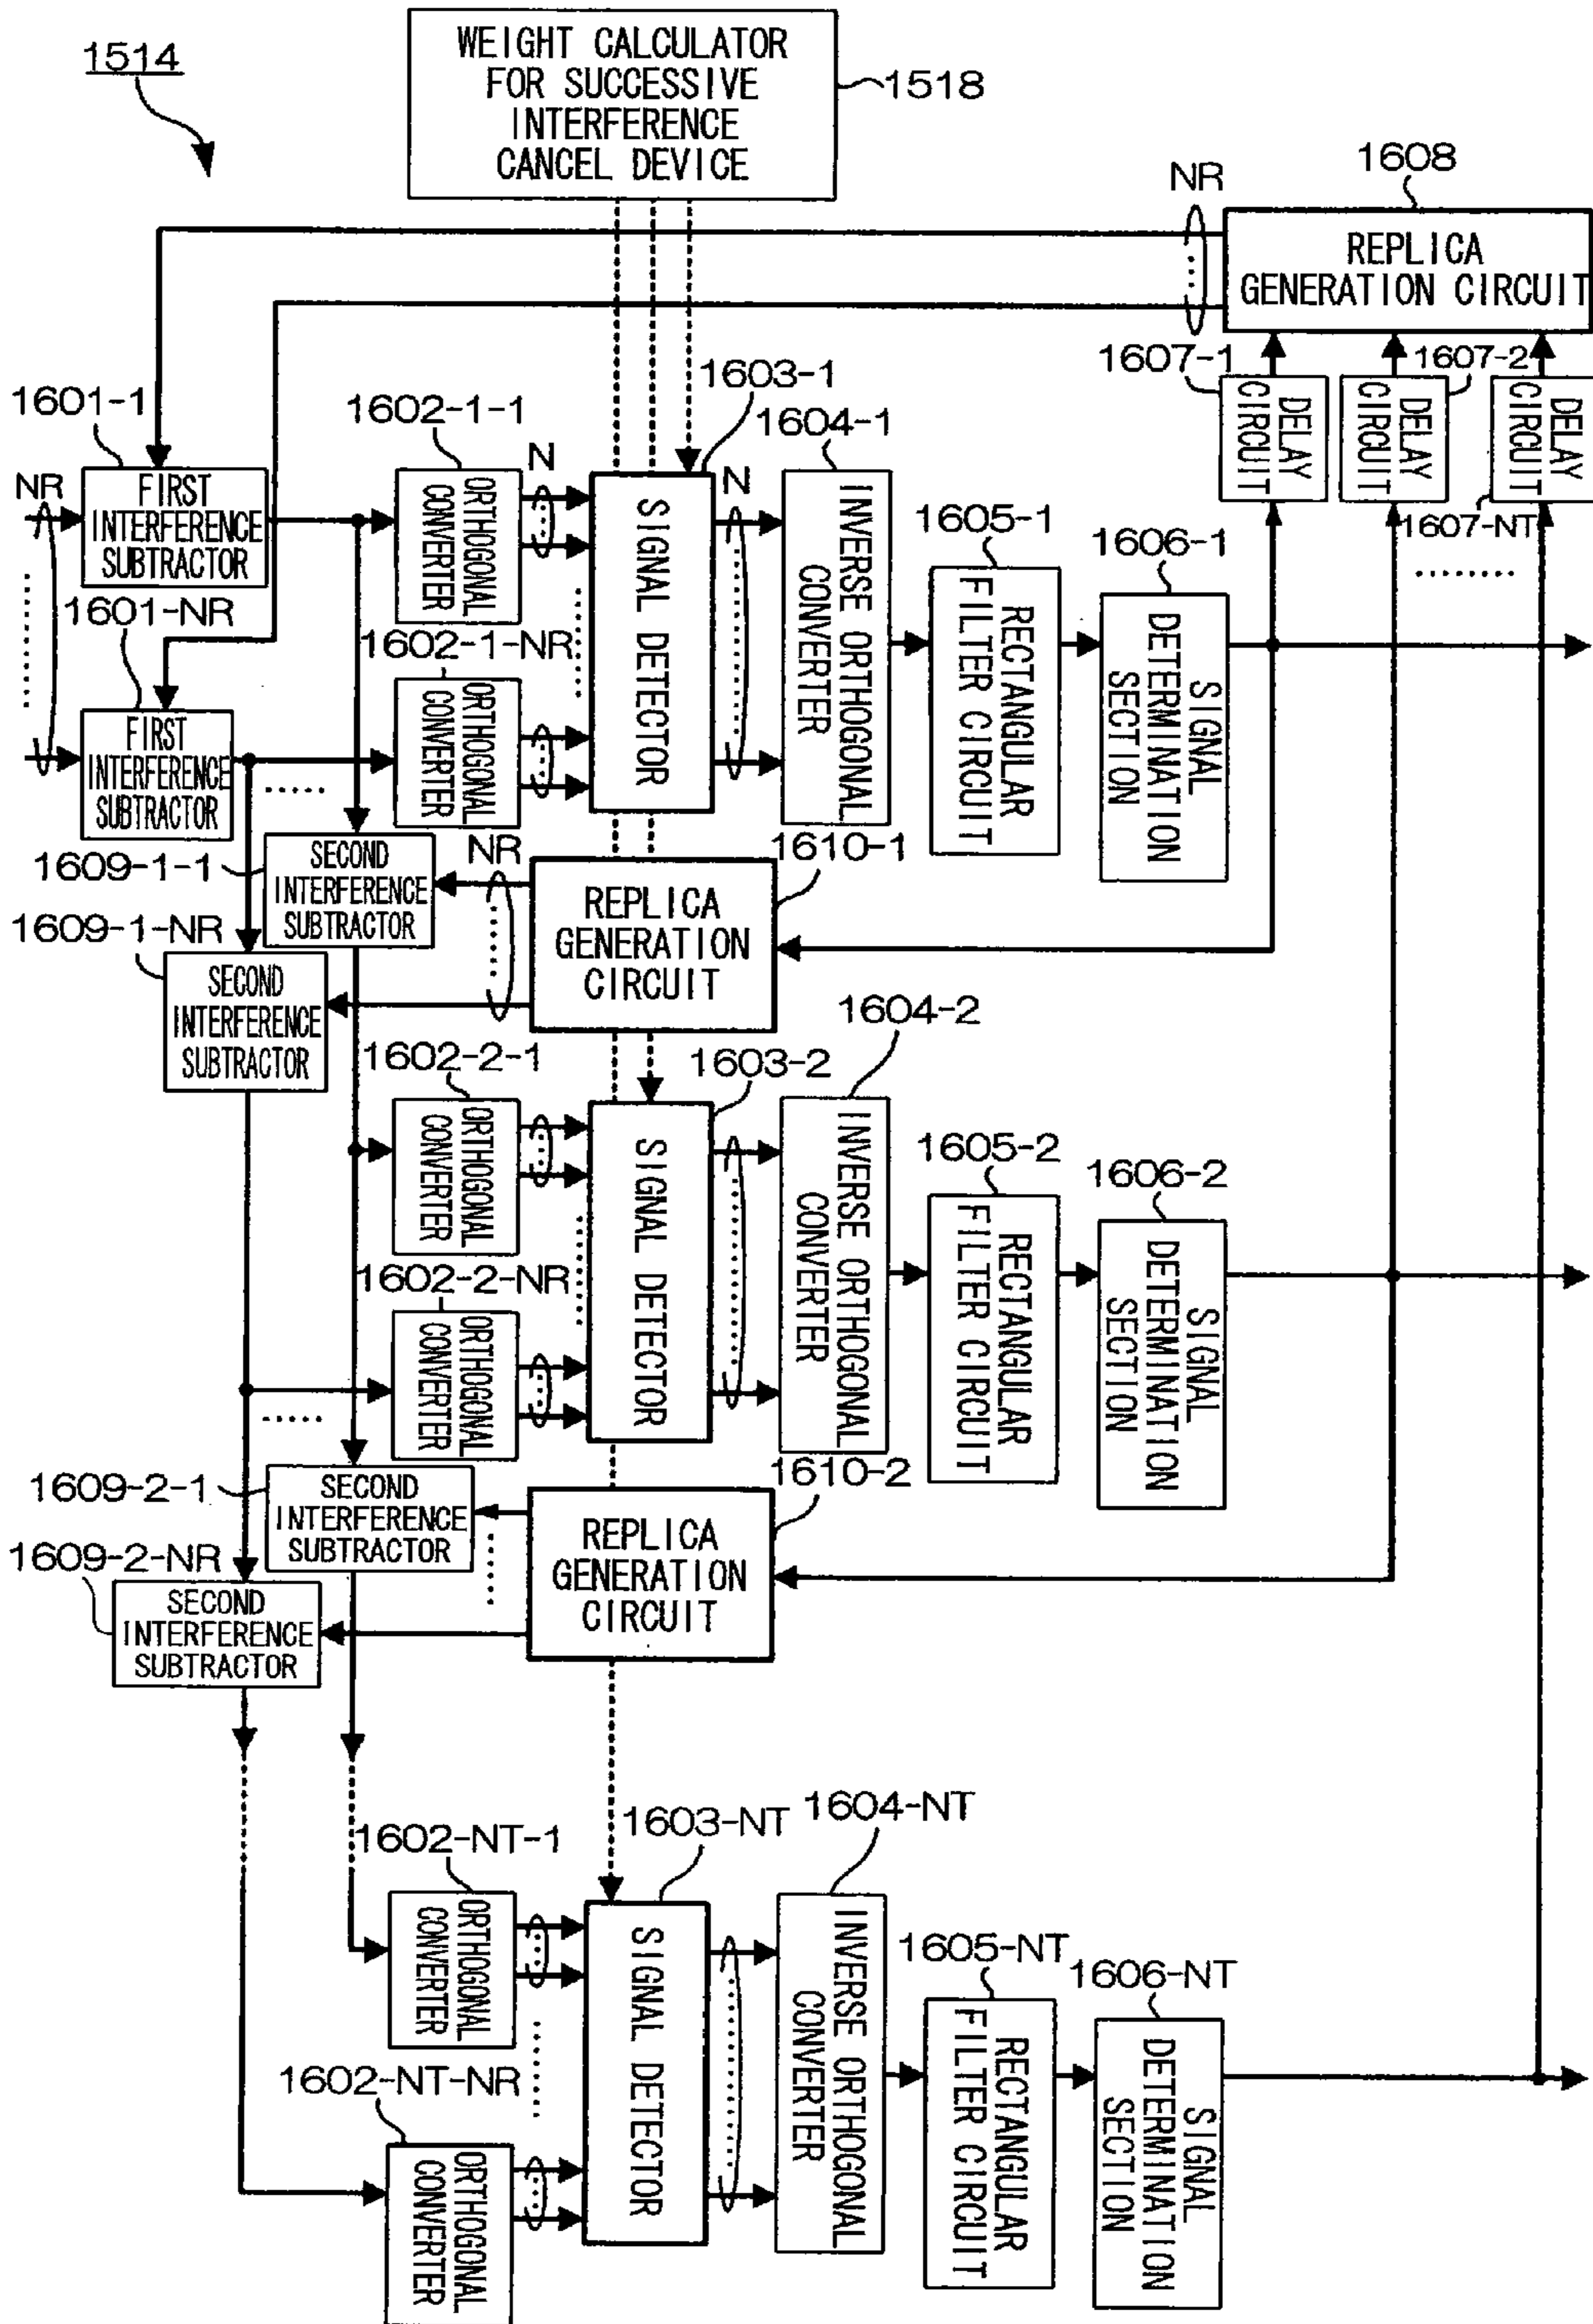 1514
WEIGHT CALCULATOR
FOR SUCCESSIVE
INTERFERENCE
CANCEL DEVICE
1518
1608
NR
REPLICA
GENERATION CIRCUIT
1607-1
1607-2
DELAY
CIRCUIT
DELAY
CIRCUIT
DELAY
CIRCUIT
1607-NT
1601-1
1602-1-1
1603-1
1604-1
NR
FIRST
INTERFERENCE
SUBTRACTOR
ORTHOGONAL
CONVERTER
N
SIGNAL DETECTOR
N
INVERSE ORTHOGONAL
CONVERTER
1605-1
RECTANGULAR
FILTER CIRCUIT
1606-1
SIGNAL
DETERMINATION
SECTION
1601-NR
1602-1-NR
FIRST
INTERFERENCE
SUBTRACTOR
ORTHOGONAL
CONVERTER
1609-1-1
SECOND
INTERFERENCE
SUBTRACTOR
NR
1610-1
REPLICA
GENERATION
CIRCUIT
1609-1-NR
SECOND
INTERFERENCE
SUBTRACTOR
1602-2-1
1603-2
1604-2
ORTHOGONAL
CONVERTER
SIGNAL DETECTOR
INVERSE ORTHOGONAL
CONVERTER
1605-2
RECTANGULAR
FILTER CIRCUIT
1606-2
SIGNAL
DETERMINATION
SECTION
1602-2-NR
ORTHOGONAL
CONVERTER
1609-2-1
SECOND
INTERFERENCE
SUBTRACTOR
1610-2
REPLICA
GENERATION
CIRCUIT
1609-2-NR
SECOND
INTERFERENCE
SUBTRACTOR
1602-NT-1
1603-NT
1604-NT
ORTHOGONAL
CONVERTER
SIGNAL DETECTOR
INVERSE ORTHOGONAL
CONVERTER
1605-NT
RECTANGULAR
FILTER CIRCUIT
1606-NT
SIGNAL
DETERMINATION
SECTION
1602-NT-NR
ORTHOGONAL
CONVERTER